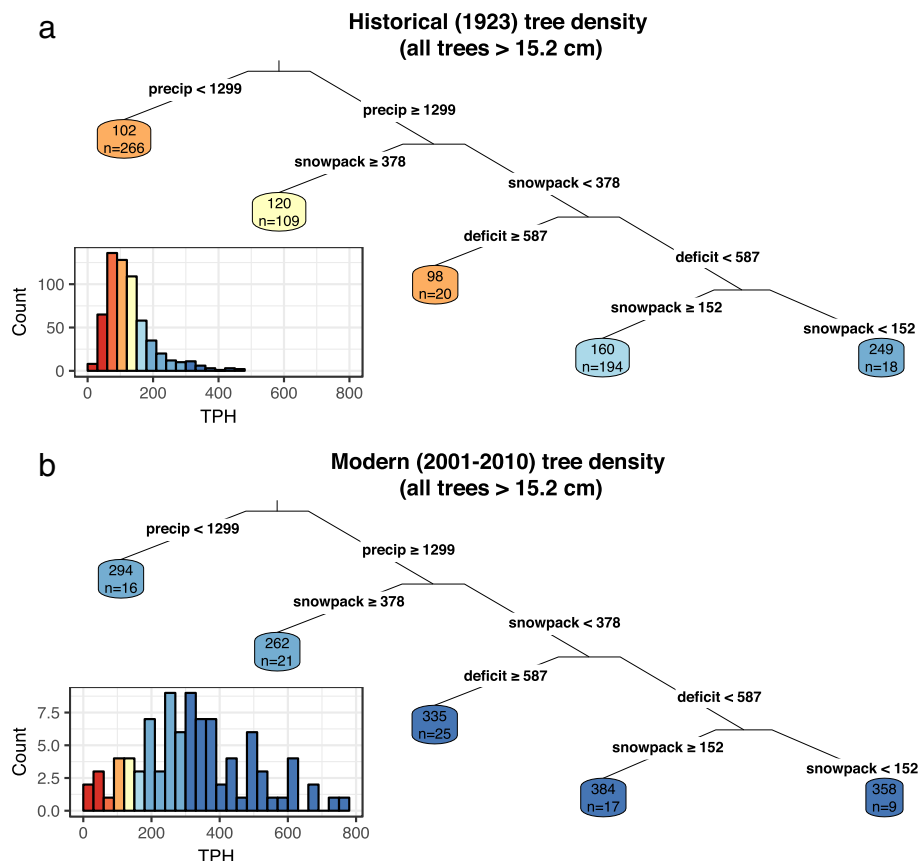 a
Historical (1923) tree density
(all trees > 15.2 cm)
precip < 1299
precip ≥ 1299
102
n=266
snowpack ≥ 378
snowpack < 378
120
n=109
deficit ≥ 587
deficit < 587
98
n=20
snowpack ≥ 152
snowpack < 152
160
n=194
249
n=18
Count
100
50
0
0 200 400 600 800
TPH
b
Modern (2001-2010) tree density
(all trees > 15.2 cm)
precip < 1299
precip ≥ 1299
294
n=16
snowpack ≥ 378
snowpack < 378
262
n=21
deficit ≥ 587
deficit < 587
335
n=25
snowpack ≥ 152
snowpack < 152
384
n=17
358
n=9
Count
7.5
5.0
2.5
0.0
0 200 400 600 800
TPH